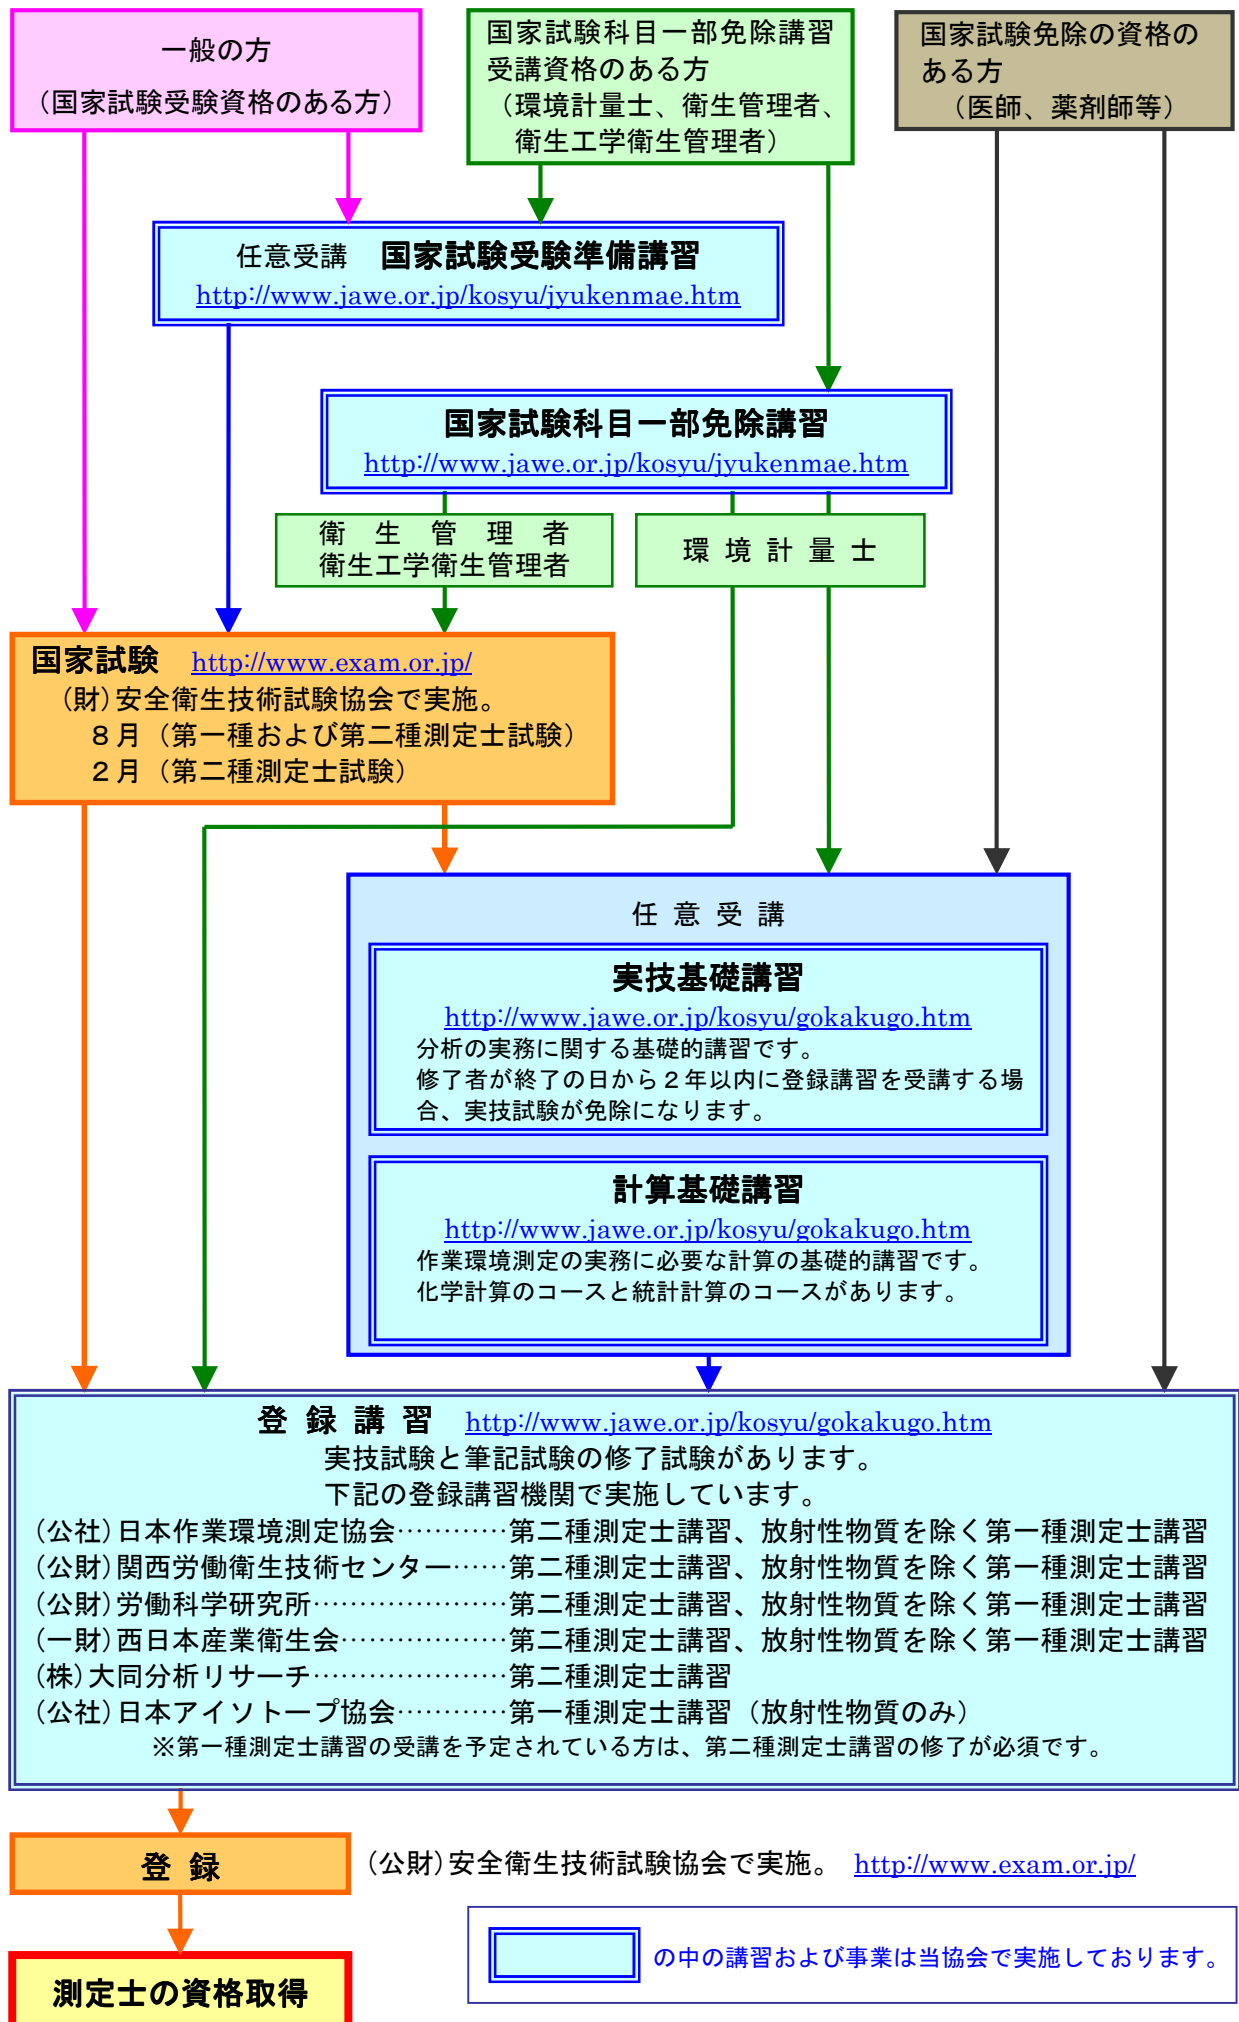 一般の方
（国家試験受験資格のある方）
国家試験科目一部免除講習
受講資格のある方
（環境計量士、衛生管理者、
衛生工学衛生管理者）
国家試験免除の資格の
ある方
（医師、薬剤師等）
任意受講　国家試験受験準備講習
http://www.jawe.or.jp/kosyu/jyukenmae.htm
国家試験科目一部免除講習
http://www.jawe.or.jp/kosyu/jyukenmae.htm
衛　生　管　理　者
衛生工学衛生管理者
環 境 計 量 士
国家試験　http://www.exam.or.jp/
（財）安全衛生技術試験協会で実施。
８月（第一種および第二種測定士試験）
２月（第二種測定士試験）
任 意 受 講
実技基礎講習
http://www.jawe.or.jp/kosyu/gokakugo.htm
分析の実務に関する基礎的講習です。
修了者が終了の日から２年以内に登録講習を受講する場
合、実技試験が免除になります。
計算基礎講習
http://www.jawe.or.jp/kosyu/gokakugo.htm
作業環境測定の実務に必要な計算の基礎的講習です。
化学計算のコースと統計計算のコースがあります。
登 録 講 習　http://www.jawe.or.jp/kosyu/gokakugo.htm
実技試験と筆記試験の修了試験があります。
下記の登録講習機関で実施しています。
（公社）日本作業環境測定協会…………第二種測定士講習、放射性物質を除く第一種測定士講習
（公財）関西労働衛生技術センター……第二種測定士講習、放射性物質を除く第一種測定士講習
（公財）労働科学研究所…………………第二種測定士講習、放射性物質を除く第一種測定士講習
（一財）西日本産業衛生会………………第二種測定士講習、放射性物質を除く第一種測定士講習
（株）大同分析リサーチ…………………第二種測定士講習
（公社）日本アイソトープ協会…………第一種測定士講習（放射性物質のみ）
※第一種測定士講習の受講を予定されている方は、第二種測定士講習の修了が必須です。
登 録
（公財）安全衛生技術試験協会で実施。 http://www.exam.or.jp/
の中の講習および事業は当協会で実施しております。
測定士の資格取得